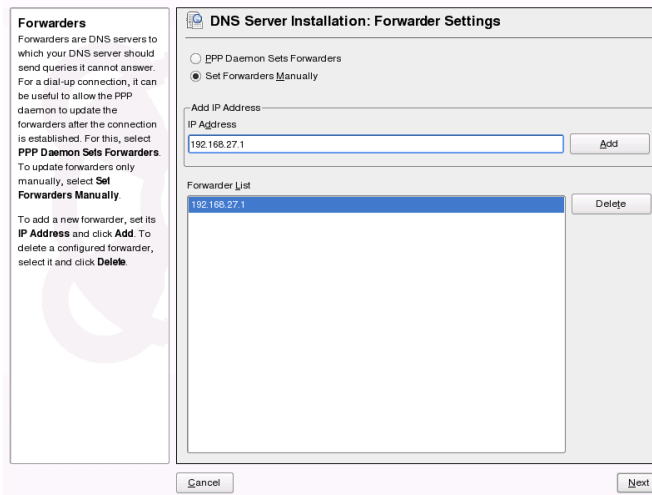 Forwarders
Forwarders are DNS servers to
which your DNS server should
send queries it cannot answer.
For a dial-up connection, it can
be useful to allow the PPP
daemon to update the
forwarders after the connection
is established. For this, select
PPP Daemon Sets Forwarders.
To update forwarders only
manually, select Set
Forwarders Manually.
To add a new forwarder, set its
IP Address and click Add. To
delete a configured forwarder,
select it and click Delete.
DNS Server Installation: Forwarder Settings
PPP Daemon Sets Forwarders
Set Forwarders Manually
Add IP Address
IP Address
192.168.27.1
Add
Forwarder List
192.168.27.1
Delete
Cancel
Next